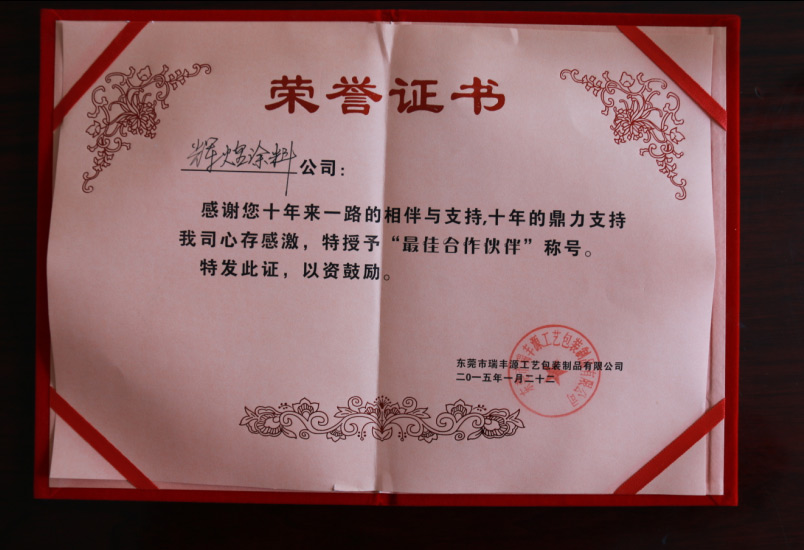 荣誉证书
辉煌涂料公司：
感谢您十年来一路的相伴与支持,十年的鼎力支持
我司心存感激，特授予“最佳合作伙伴”称号。
特发此证，以资鼓励。
东莞市瑞丰源工艺包装制品有限公司
二〇一五年一月二十二